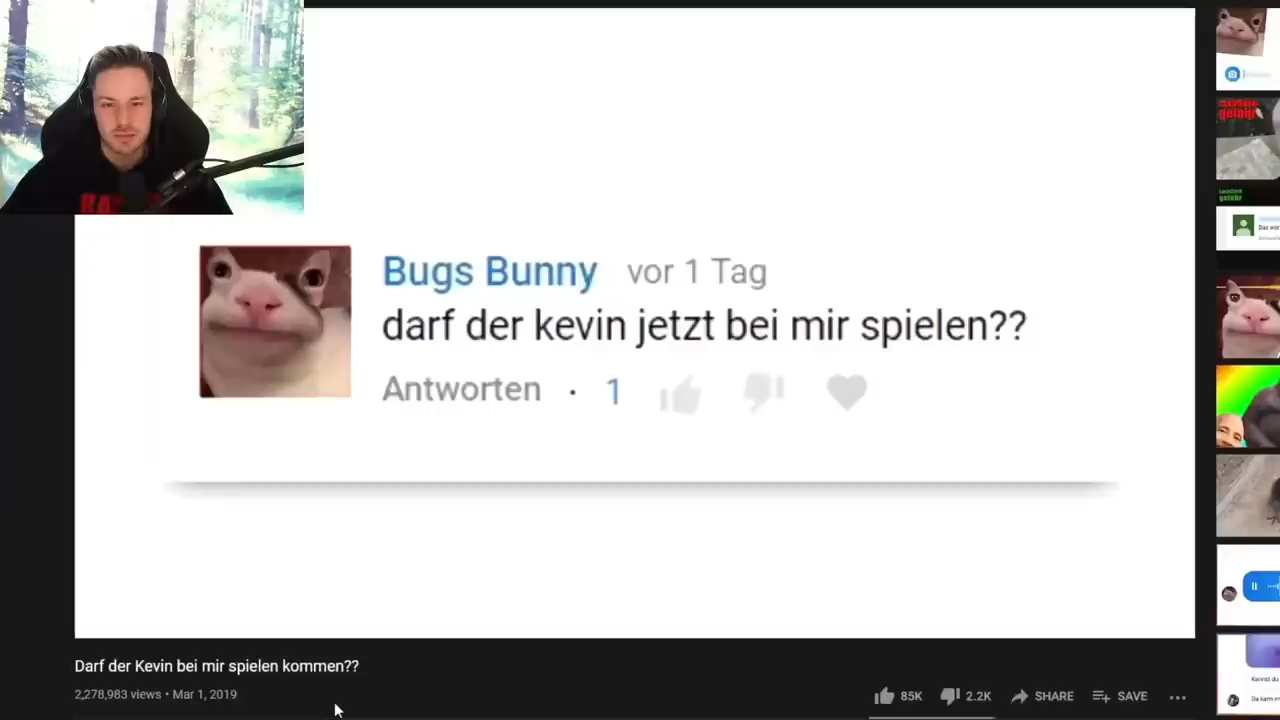 Bugs Bunny vor 1 Tag
darf der kevin jetzt bei mir spielen??
Antworten · 1
Darf der Kevin bei mir spielen kommen??
2,278,983 views • Mar 1, 2019
85K 2.2K SHARE SAVE